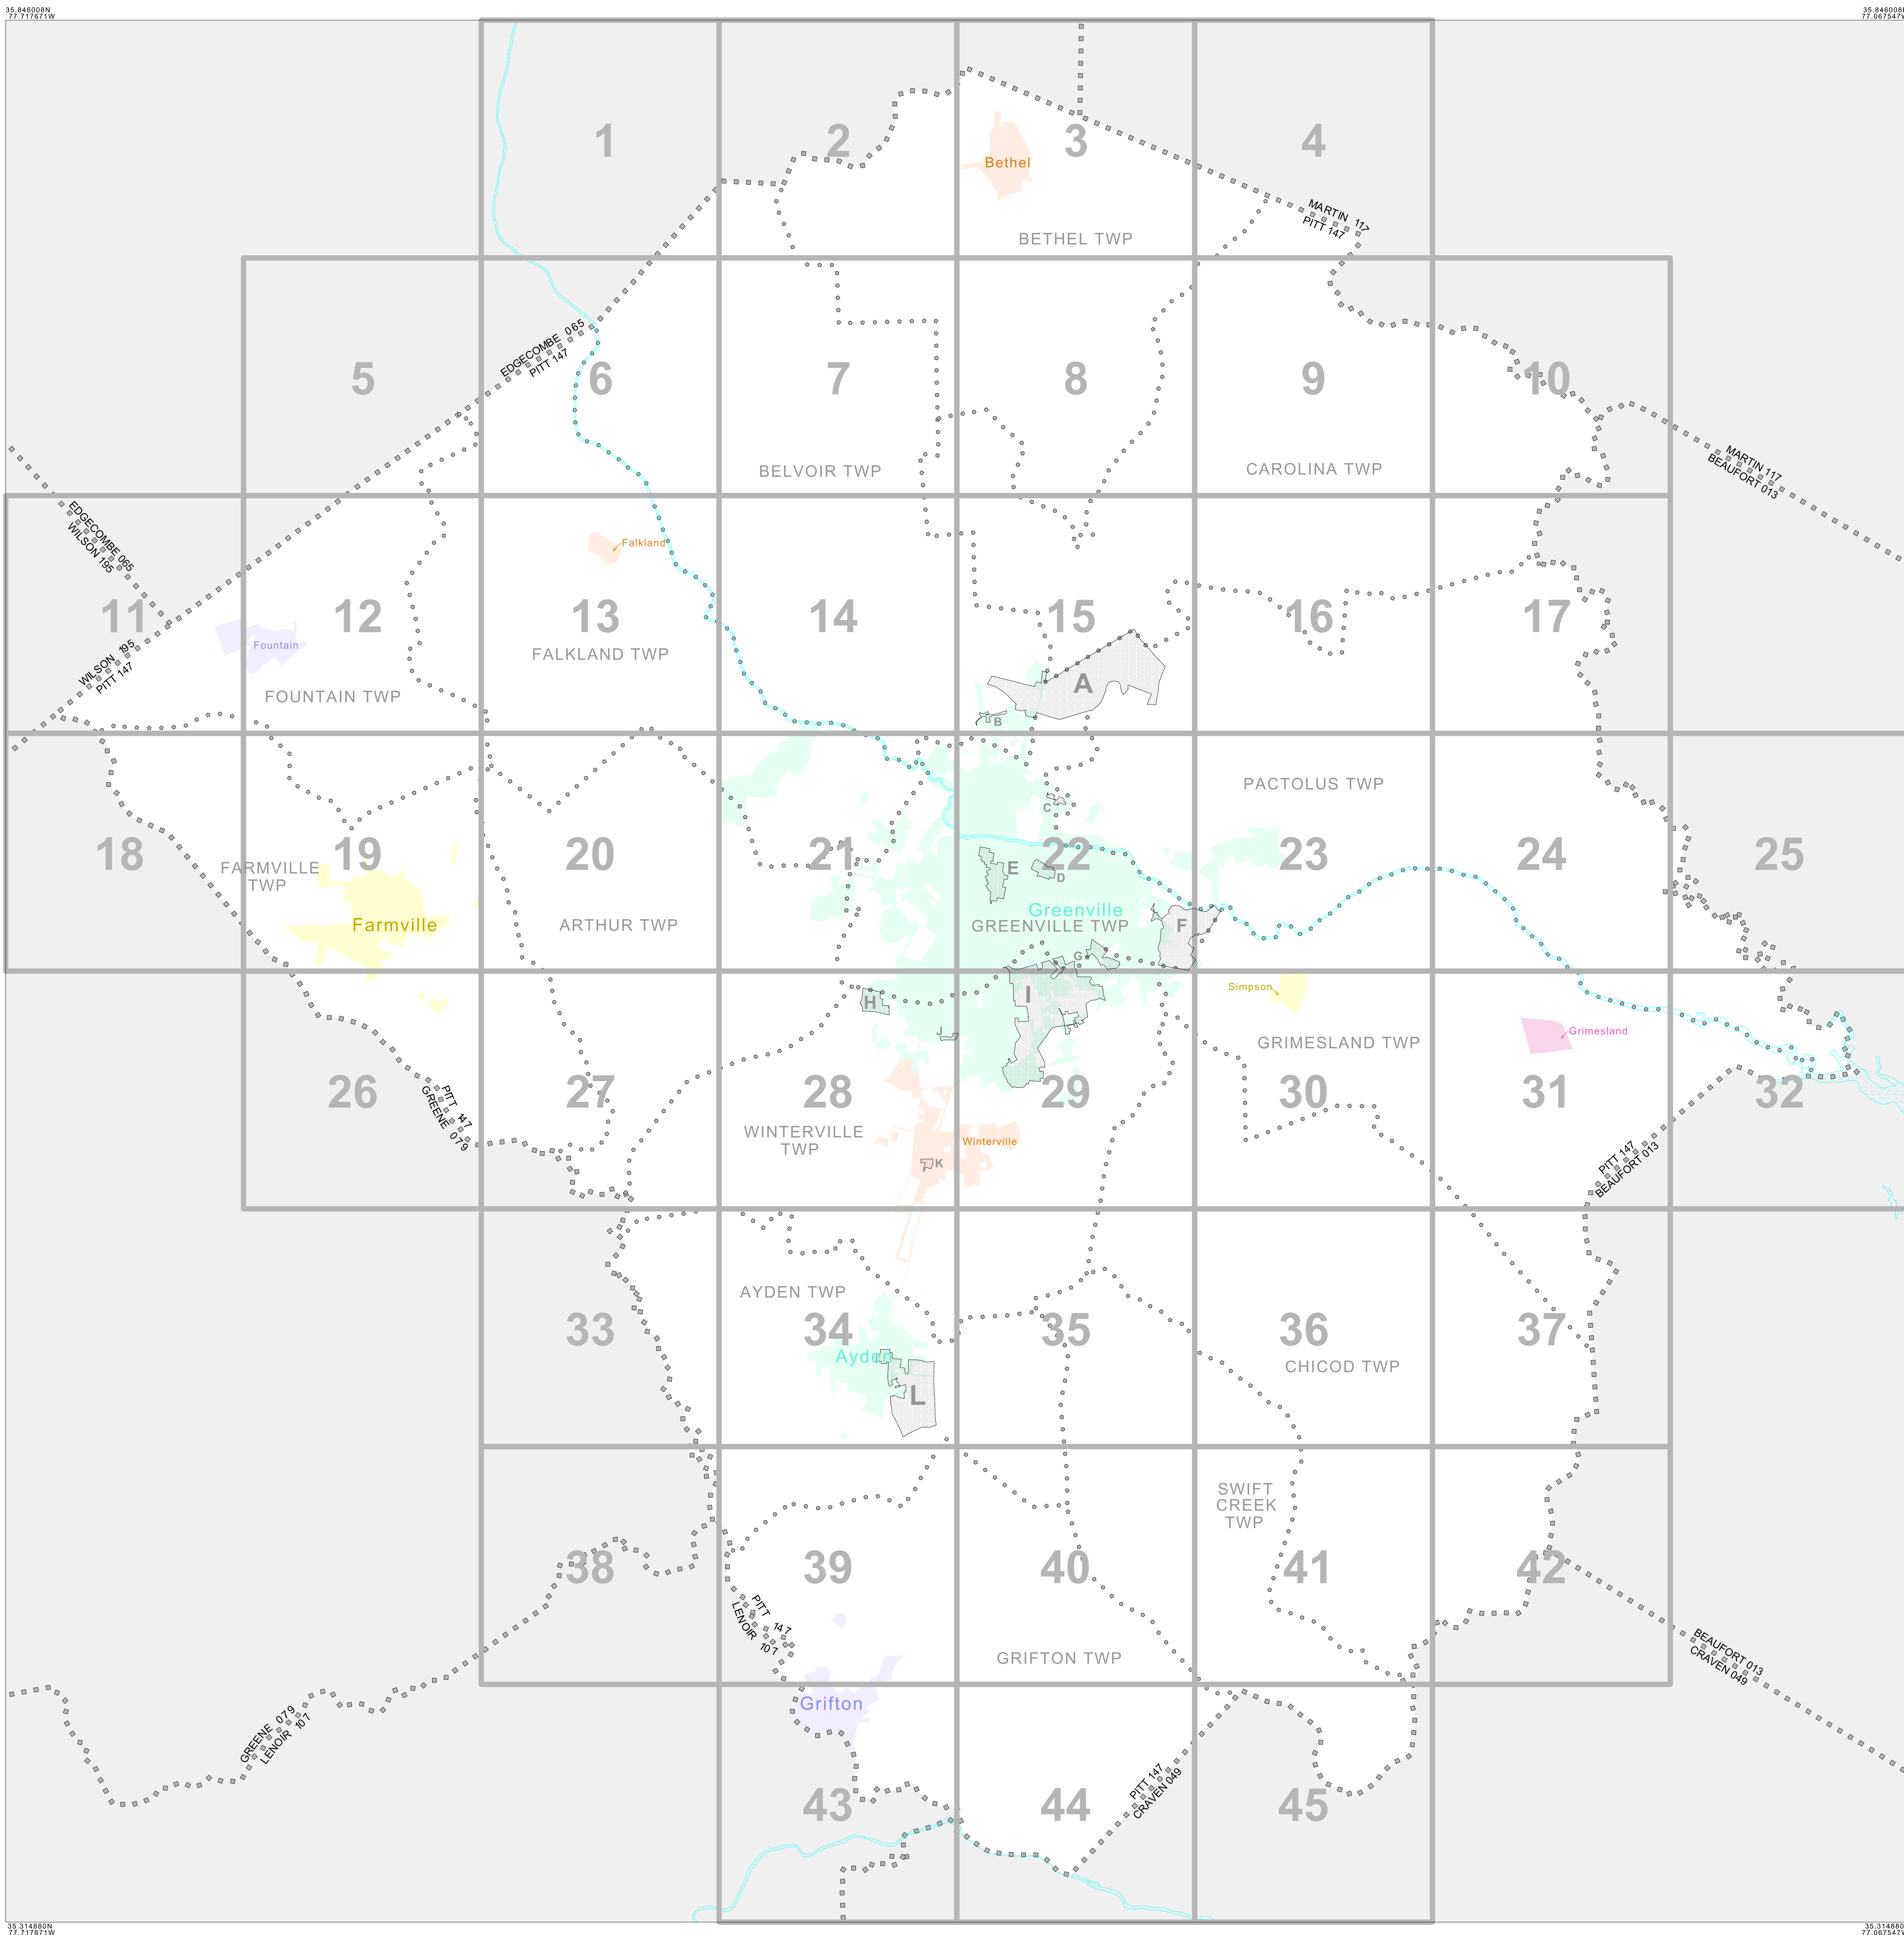 35.846008N
77.717671W
35.846008N
77.067547W
1
2
3
4
Bethel
MARTIN 117
PITT 147
BETHEL TWP
EDGECOMBE 065
PITT 147
5
6
7
8
9
10
BELVOIR TWP
CAROLINA TWP
MARTIN 117
BEAUFORT 013
EDGECOMBE 065
WILSON 195
Falkland
11
12
13
14
15
16
17
Fountain
FALKLAND TWP
WILSON 195
PITT 147
FOUNTAIN TWP
A
B
PACTOLUS TWP
C
18
19
20
21
22
23
24
25
FARMVILLE
TWP
E
D
Greenville
Farmville
ARTHUR TWP
GREENVILLE TWP
F
G
Simpson
H
I
J
Grimesland
GRIMESLAND TWP
26
27
28
29
30
31
32
PITT 147
GREENE 079
WINTERVILLE
TWP
Winterville
K
PITT 147
BEAUFORT 013
AYDEN TWP
33
34
35
36
37
Ayden
CHICOD TWP
L
SWIFT
CREEK
TWP
38
39
40
41
42
PITT 147
LENOIR 107
GRIFTON TWP
BEAUFORT 013
CRAVEN 049
Grifton
GREENE 079
LENOIR 107
PITT 147
CRAVEN 049
43
44
45
35.314880N
77.717671W
35.314880N
77.067547W